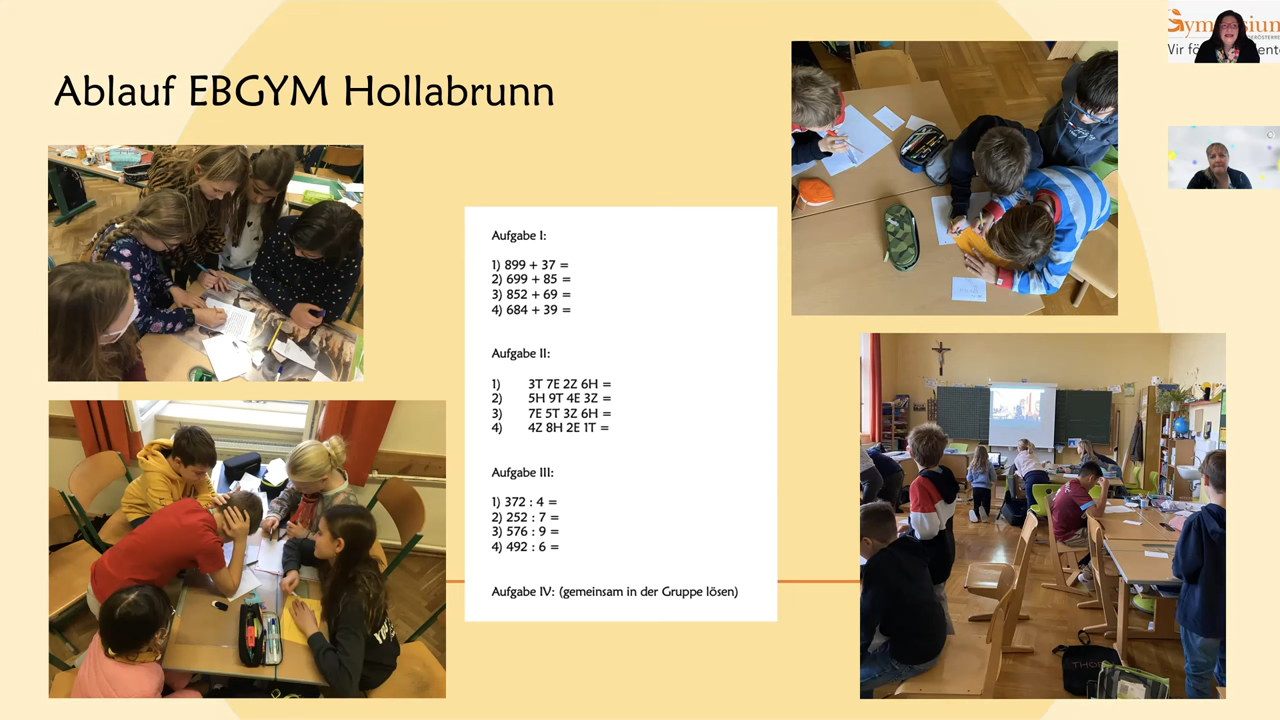 Ablauf EBGYM Hollabrunn
Aufgabe I:
1) 899 + 37 =
2) 699 + 85 =
3) 852 + 69 =
4) 684 + 39 =
Aufgabe II:
1) 3T 7E 2Z 6H =
2) 5H 9T 4E 3Z =
3) 7E 5T 3Z 6H =
4) 4Z 8H 2E 1T =
Aufgabe III:
1) 372 : 4 =
2) 252 : 7 =
3) 576 : 9 =
4) 492 : 6 =
Aufgabe IV: (gemeinsam in der Gruppe lösen)